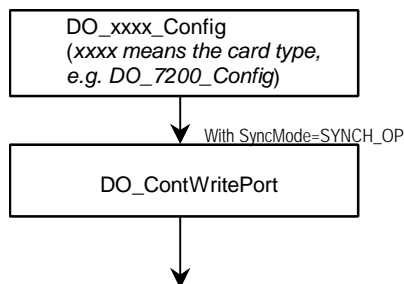 DO_xxxx_Config
(xxxx means the card type,
e.g. DO_7200_Config)
With SyncMode=SYNCH_OP
DO_ContWritePort